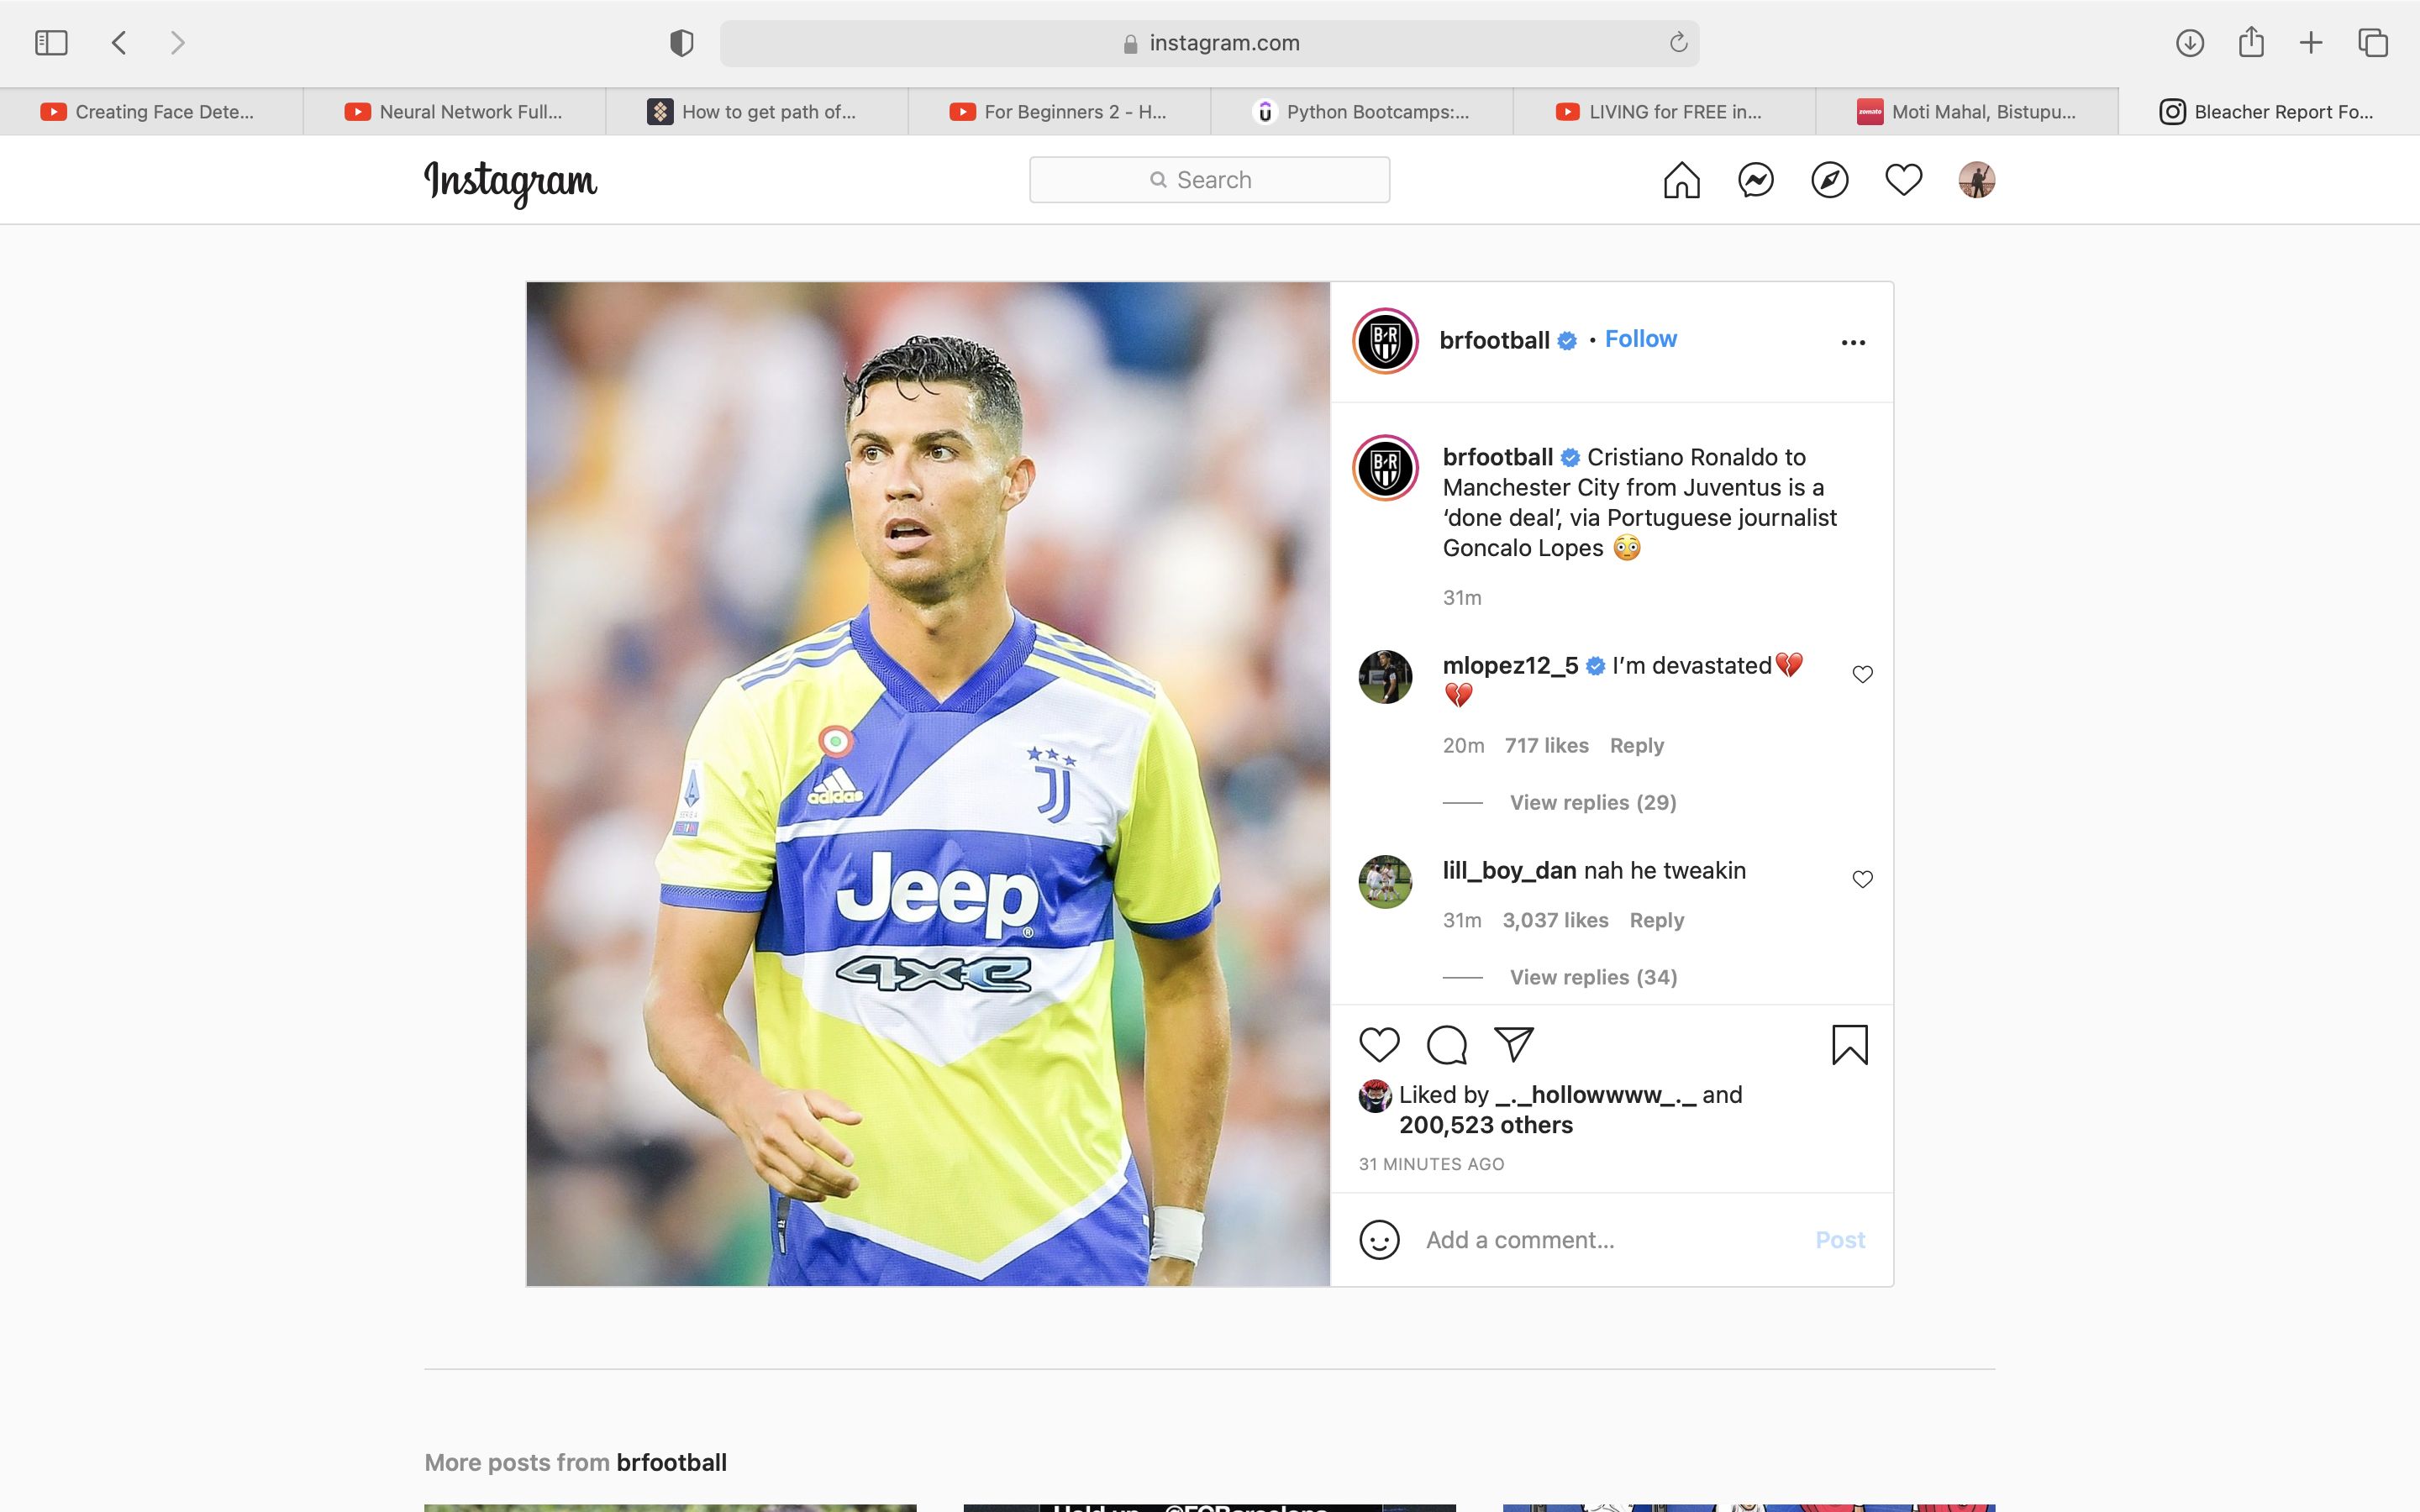 instagram.com
Creating Face Dete...
Neural Network Full...
How to get path of...
For Beginners 2 - H...
Python Bootcamps:...
LIVING for FREE in...
zomato
Moti Mahal, Bistupu...
Bleacher Report Fo...
Instagram
Search
B/R
brfootball • Follow
B/R
brfootball Cristiano Ronaldo to
Manchester City from Juventus is a
‘done deal’, via Portuguese journalist
Goncalo Lopes 😳
31m
mlopez12_5 I’m devastated💔
💔
20m 717 likes Reply
View replies (29)
lill_boy_dan nah he tweakin
31m 3,037 likes Reply
View replies (34)
Liked by _._hollowwww_._ and
200,523 others
31 MINUTES AGO
Add a comment... Post
adidas
SERIE A
Jeep
4xe
More posts from brfootball